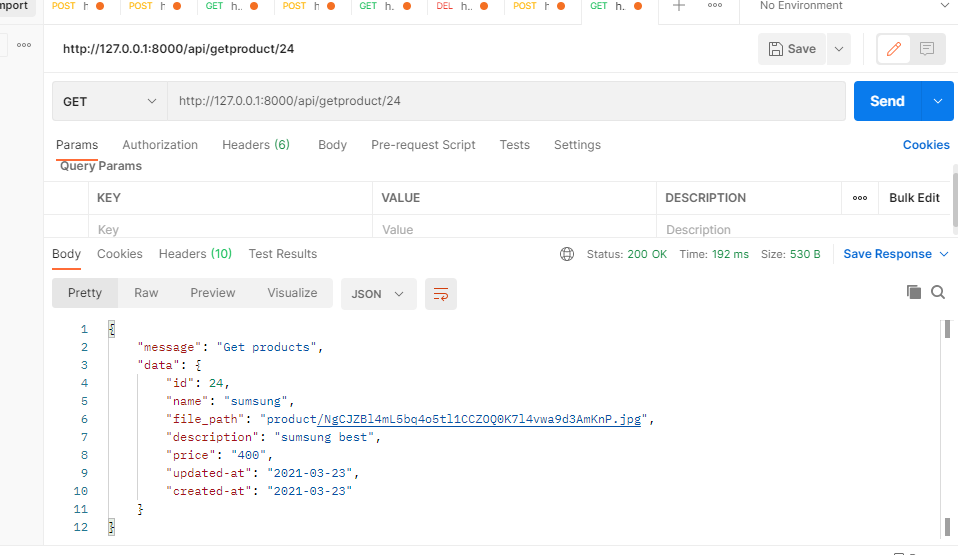 mport POST h POST h GET h.. POST h GET h. DEL h.. POST h GET h. No Environment
http://127.0.0.1:8000/api/getproduct/24 Save
GET http://127.0.0.1:8000/api/getproduct/24 Send
Params Authorization Headers (6) Body Pre-request Script Tests Settings Cookies
Query Params
KEY VALUE DESCRIPTION Bulk Edit
Key Value Description
Body Cookies Headers (10) Test Results Status: 200 OK Time: 192 ms Size: 530 B Save Response
Pretty Raw Preview Visualize JSON
1 {
2 "message": "Get products",
3 "data": {
4 "id": 24,
5 "name": "sumsung",
6 "file_path": "product/NgCJZBl4mL5bq4o5tl1CCZOQ0K7l4vwa9d3AmKnP.jpg",
7 "description": "sumsung best",
8 "price": "400",
9 "updated-at": "2021-03-23",
10 "created-at": "2021-03-23"
11 }
12 }